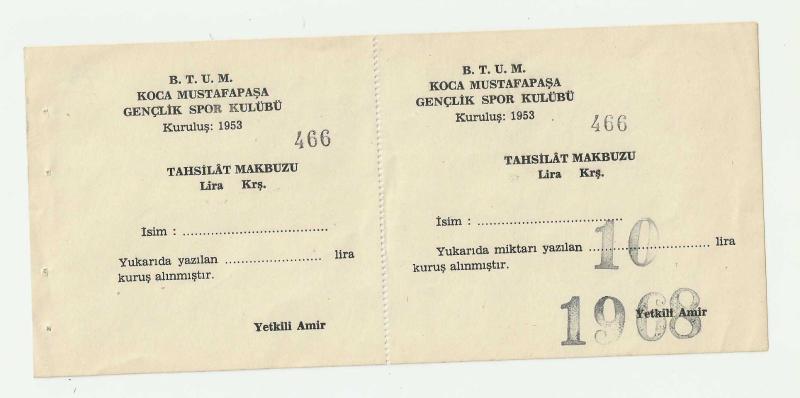 B. T. U. M.
KOCA MUSTAFAPAŞA
GENÇLİK SPOR KULÜBÜ
Kuruluş: 1953
466
TAHSİLÂT MAKBUZU
Lira Krş.
İsim : ...................................
Yukarıda yazılan ....................... lira
kuruş alınmıştır.
Yetkili Amir
B. T. U. M.
KOCA MUSTAFAPAŞA
GENÇLİK SPOR KULÜBÜ
Kuruluş: 1953
466
TAHSİLÂT MAKBUZU
Lira Krş.
İsim : ...................................
Yukarıda miktarı yazılan ............................. lira
10
kuruş alınmıştır.
1968
Yetkili Amir